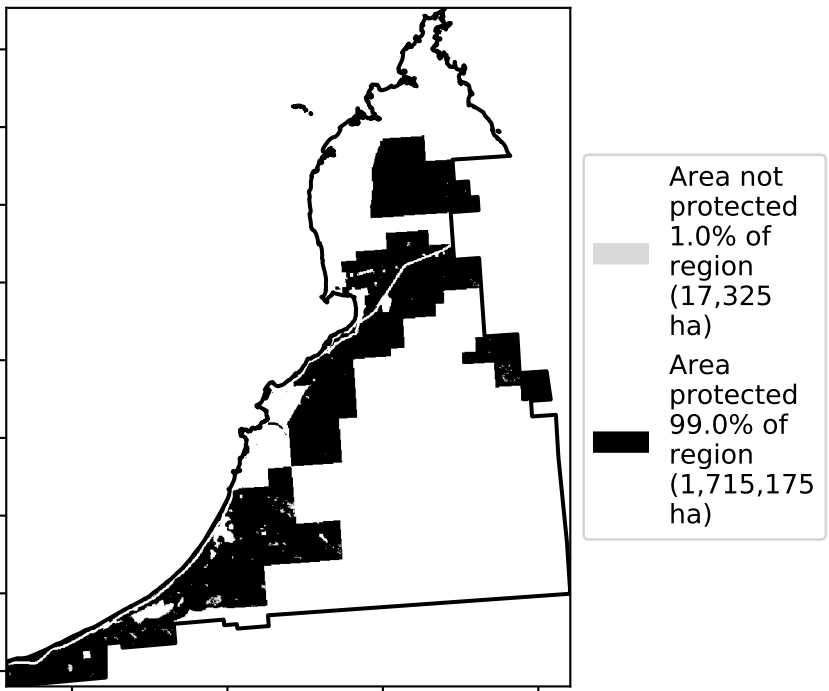 Area not
protected
1.0% of
region
(17,325
ha)
Area
protected
99.0% of
region
(1,715,175
ha)